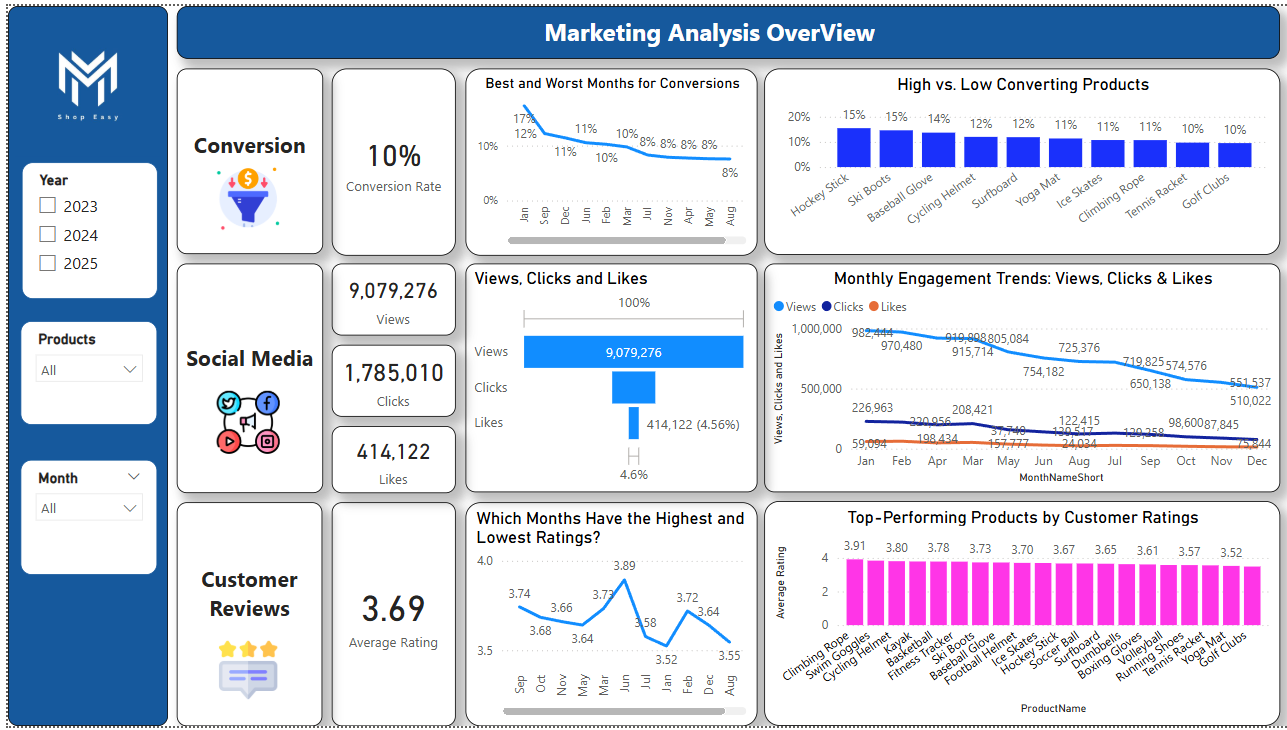 Marketing Analysis OverView
Shop Easy
Year
2023
2024
2025
Products
All
Month
All
Conversion
10%
Conversion Rate
Best and Worst Months for Conversions
10%
0%
17%
12%
11%
11%
10%
10%
8%
8%
8%
8%
8%
Jan
Sep
Dec
Jun
Feb
Mar
Jul
Nov
Apr
May
Aug
High vs. Low Converting Products
20%
10%
0%
15%
15%
14%
12%
12%
11%
11%
11%
10%
10%
Hockey Stick
Ski Boots
Baseball Glove
Cycling Helmet
Surfboard
Yoga Mat
Ice Skates
Climbing Rope
Tennis Racket
Golf Clubs
Social Media
9,079,276
Views
1,785,010
Clicks
414,122
Likes
Views, Clicks and Likes
100%
Views
9,079,276
Clicks
Likes
414,122 (4.56%)
4.6%
Monthly Engagement Trends: Views, Clicks & Likes
Views Clicks Likes
Views, Clicks and Likes
1,000,000
500,000
0
982,444
970,480
919,898
915,714
805,084
754,182
725,376
719,825
650,138
574,576
551,537
510,022
226,963
220,956
208,421
122,415
129,258
98,600
87,845
75,844
59,094
198,434
157,777
37,748
24,034
Jan
Feb
Apr
Mar
May
Jun
Aug
Jul
Sep
Oct
Nov
Dec
MonthNameShort
Customer
Reviews
3.69
Average Rating
Which Months Have the Highest and
Lowest Ratings?
4.0
3.5
3.74
3.68
3.66
3.64
3.73
3.89
3.58
3.52
3.72
3.64
3.55
Sep
Oct
Nov
May
Mar
Jun
Jul
Jan
Feb
Dec
Aug
Top-Performing Products by Customer Ratings
Average Rating
4
2
0
3.91
3.80
3.78
3.73
3.70
3.67
3.65
3.61
3.57
3.52
Climbing Rope
Swim Goggles
Cycling Helmet
Kayak
Basketball
Fitness Tracker
Ski Boots
Baseball Glove
Football Helmet
Ice Skates
Hockey Stick
Soccer Ball
Surfboard
Dumbbells
Boxing Gloves
Volleyball
Running Shoes
Tennis Racket
Yoga Mat
Golf Clubs
ProductName